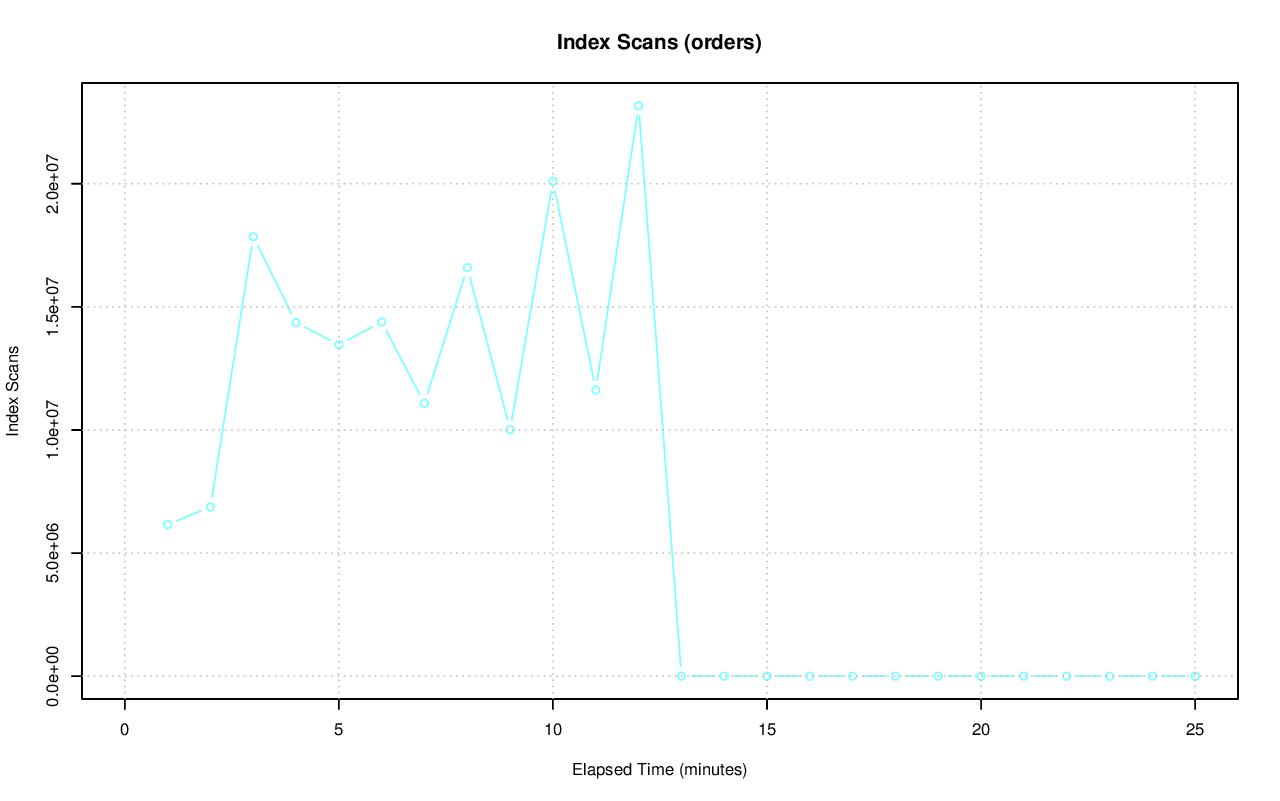 Index Scans (orders)
Index Scans
2.0e+07
1.5e+07
1.0e+07
5.0e+06
0.0e+00
0 5 10 15 20 25
Elapsed Time (minutes)